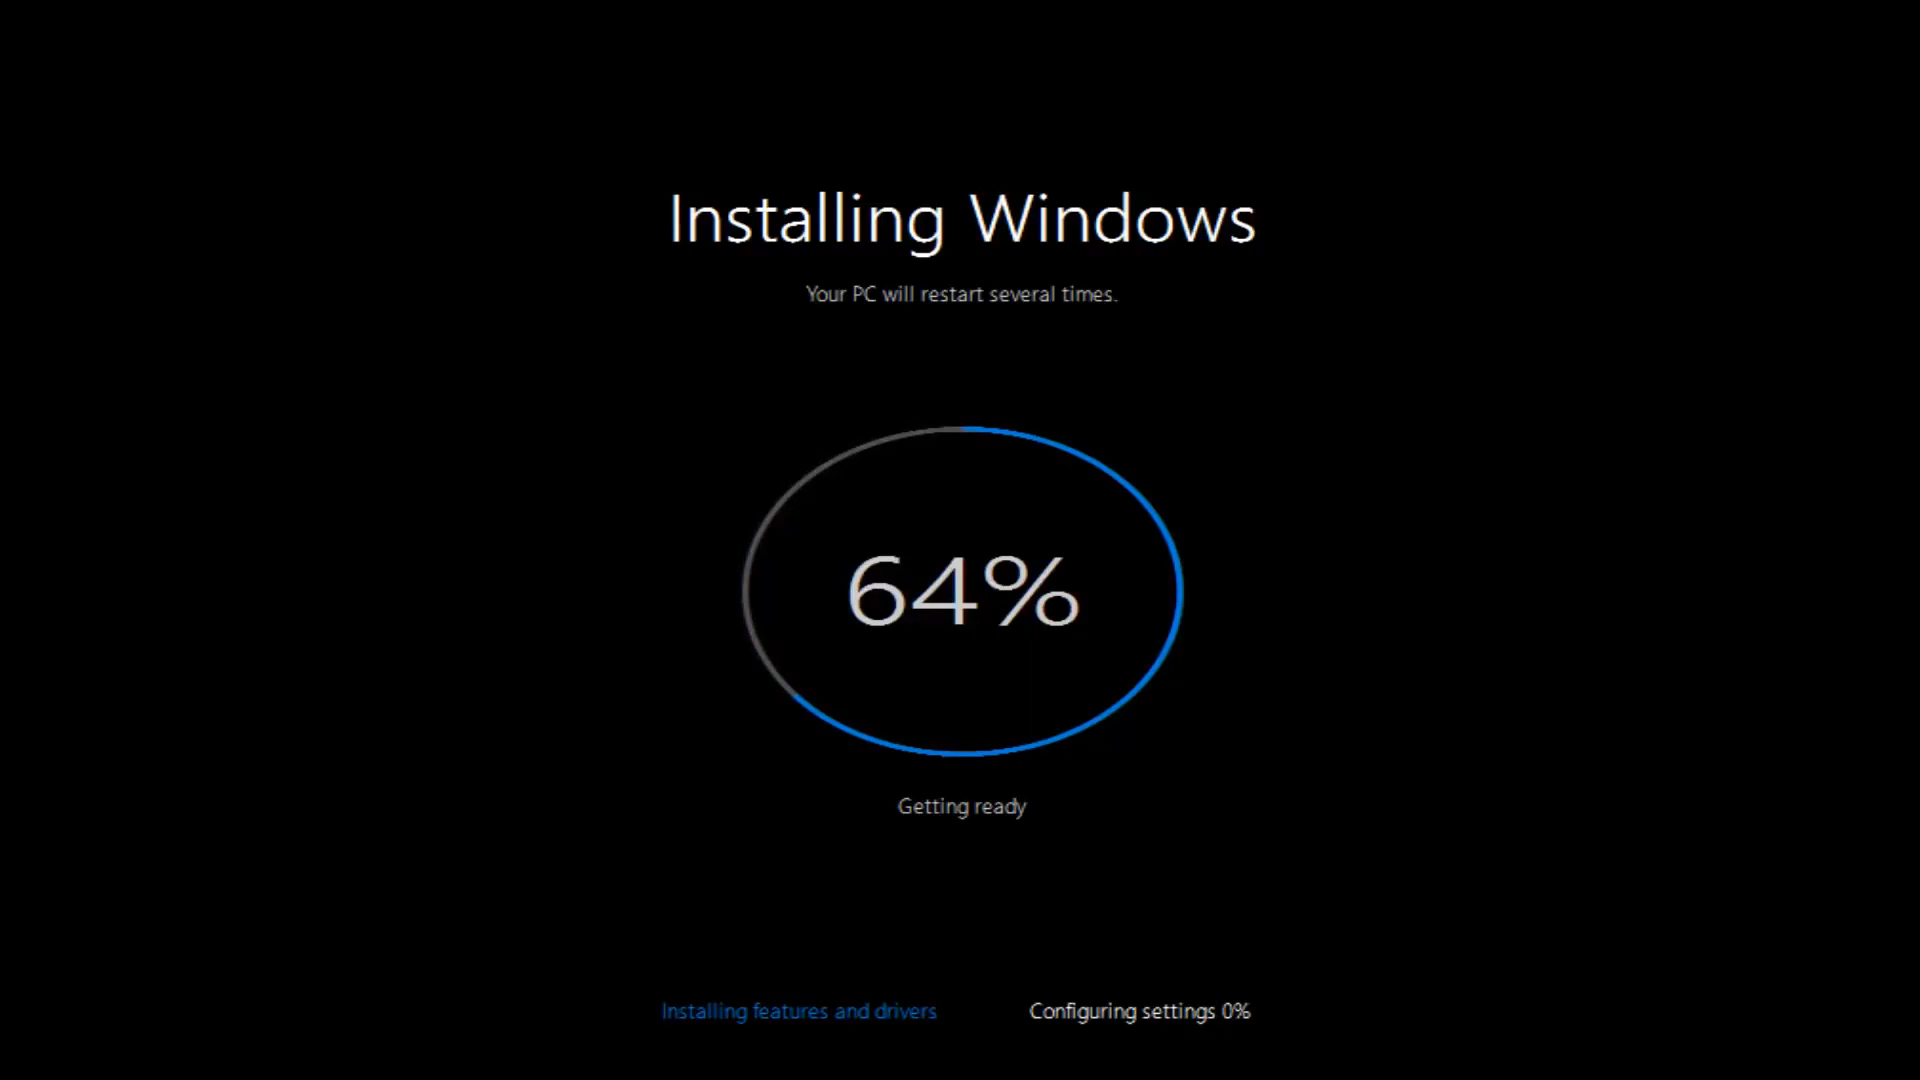 Installing Windows
Your PC will restart several times.
64%
Getting ready
Installing features and drivers
Configuring settings 0%